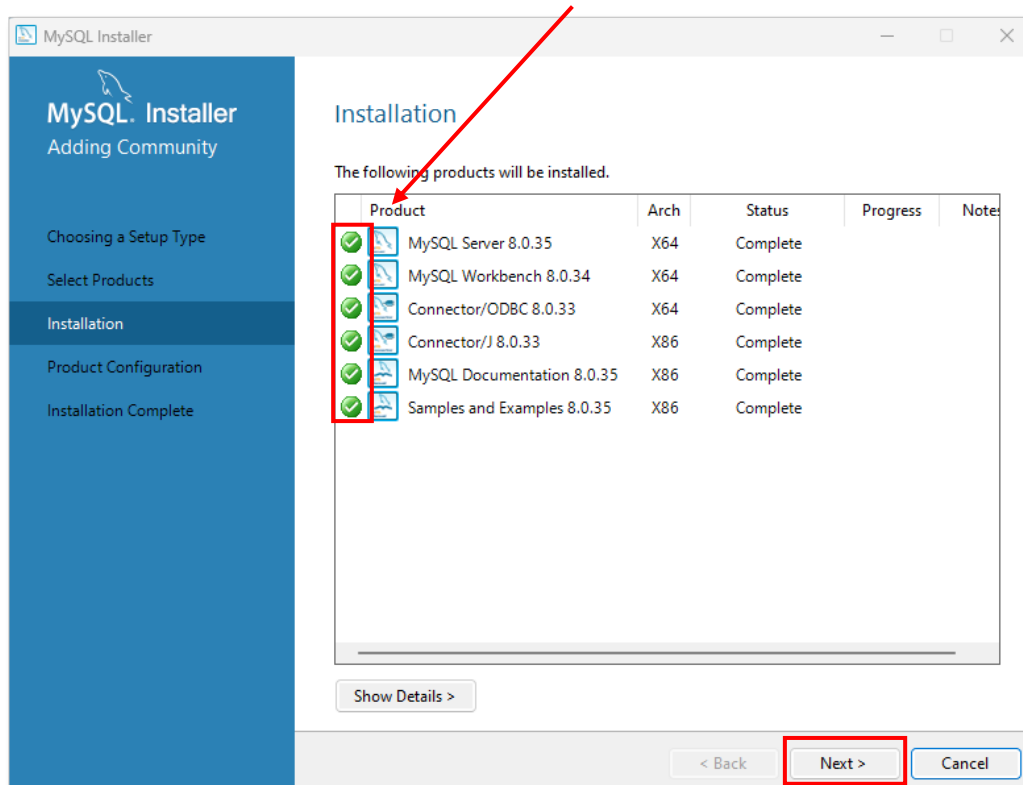 MySQL Installer
MySQL. Installer
Adding Community
Choosing a Setup Type
Select Products
Installation
Product Configuration
Installation Complete
Installation
The following products will be installed.
Product Arch Status Progress Notes
MySQL Server 8.0.35 X64 Complete
MySQL Workbench 8.0.34 X64 Complete
Connector/ODBC 8.0.33 X64 Complete
Connector/J 8.0.33 X86 Complete
MySQL Documentation 8.0.35 X86 Complete
Samples and Examples 8.0.35 X86 Complete
Show Details >
< Back Next > Cancel